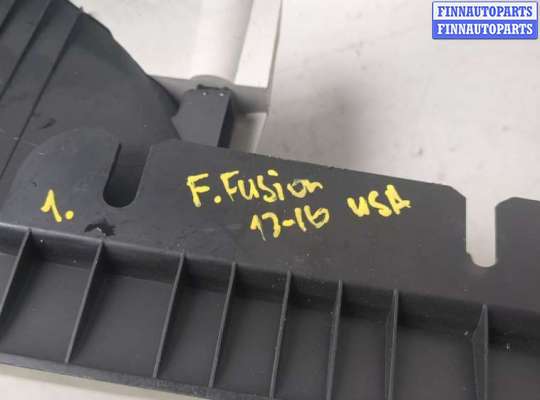 FINNAUTOPARTS
FINNAUTOPARTS
1.
F.Fusion
13-16 USA